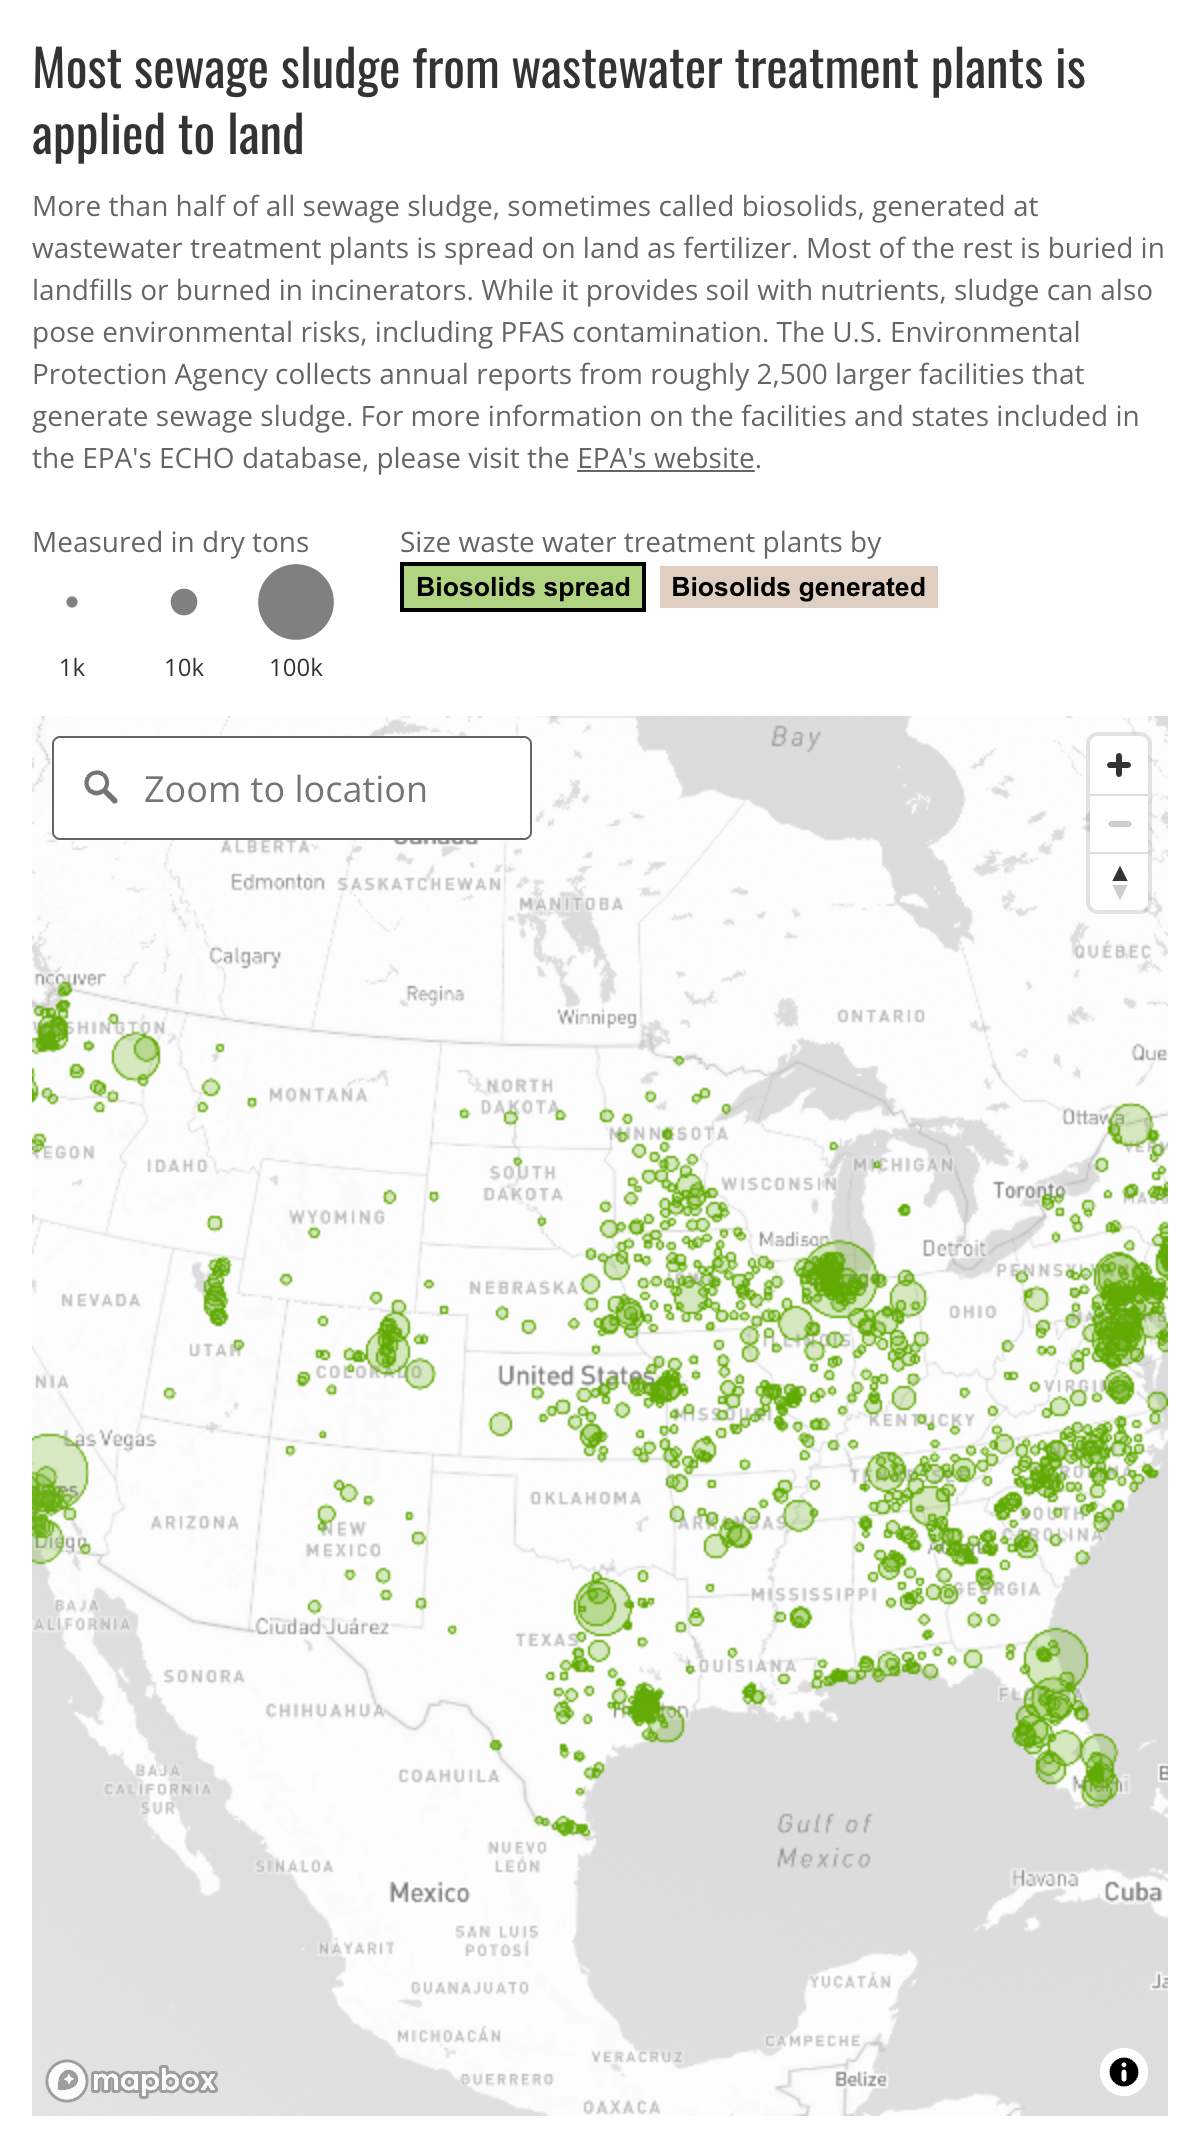 Most sewage sludge from wastewater treatment plants is
applied to land
More than half of all sewage sludge, sometimes called biosolids, generated at
wastewater treatment plants is spread on land as fertilizer. Most of the rest is buried in
landfills or burned in incinerators. While it provides soil with nutrients, sludge can also
pose environmental risks, including PFAS contamination. The U.S. Environmental
Protection Agency collects annual reports from roughly 2,500 larger facilities that
generate sewage sludge. For more information on the facilities and states included in
the EPA's ECHO database, please visit the EPA's website.
Measured in dry tons
1k 10k 100k
Size waste water treatment plants by
Biosolids spread Biosolids generated
Bay
Zoom to location
ALBERTA
Canada
Edmonton SASKATCHEWAN
MANITOBA
Calgary
QUÉBEC
ncouver
Regina
Winnipeg
ONTARIO
SHINGTON
Que
MONTANA
NORTH
DAKOTA
Ottawa
MINNESOTA
EGON
IDAHO
MICHIGAN
SOUTH
DAKOTA
WISCONSIN
Toronto
WYOMING
Madison
Detroit
NEBRASKA
NEVADA
OHIO
UTAH
ILLINOIS
COLORADO
United States
NIA
VIRGI
MISSOURI
KENTUCKY
Las Vegas
OKLAHOMA
ARIZONA
NEW
MEXICO
ARKANSAS
SOUTH
CAROLINA
Diego
MISSISSIPPI
GEORGIA
BAJA
ALIFORNIA
Ciudad Juárez
TEXAS
LOUISIANA
SONORA
CHIHUAHUA
COAHUILA
BAJA
CALIFORNIA
SUR
Miami
Gulf of
Mexico
NUEVO
LEÓN
SINALOA
Mexico
Havana
Cuba
SAN LUIS
POTOSÍ
NAYARIT
YUCATÁN
Ja
GUANAJUATO
MICHOACÁN
CAMPECHE
VERACRUZ
GUERRERO
Belize
OAXACA
mapbox